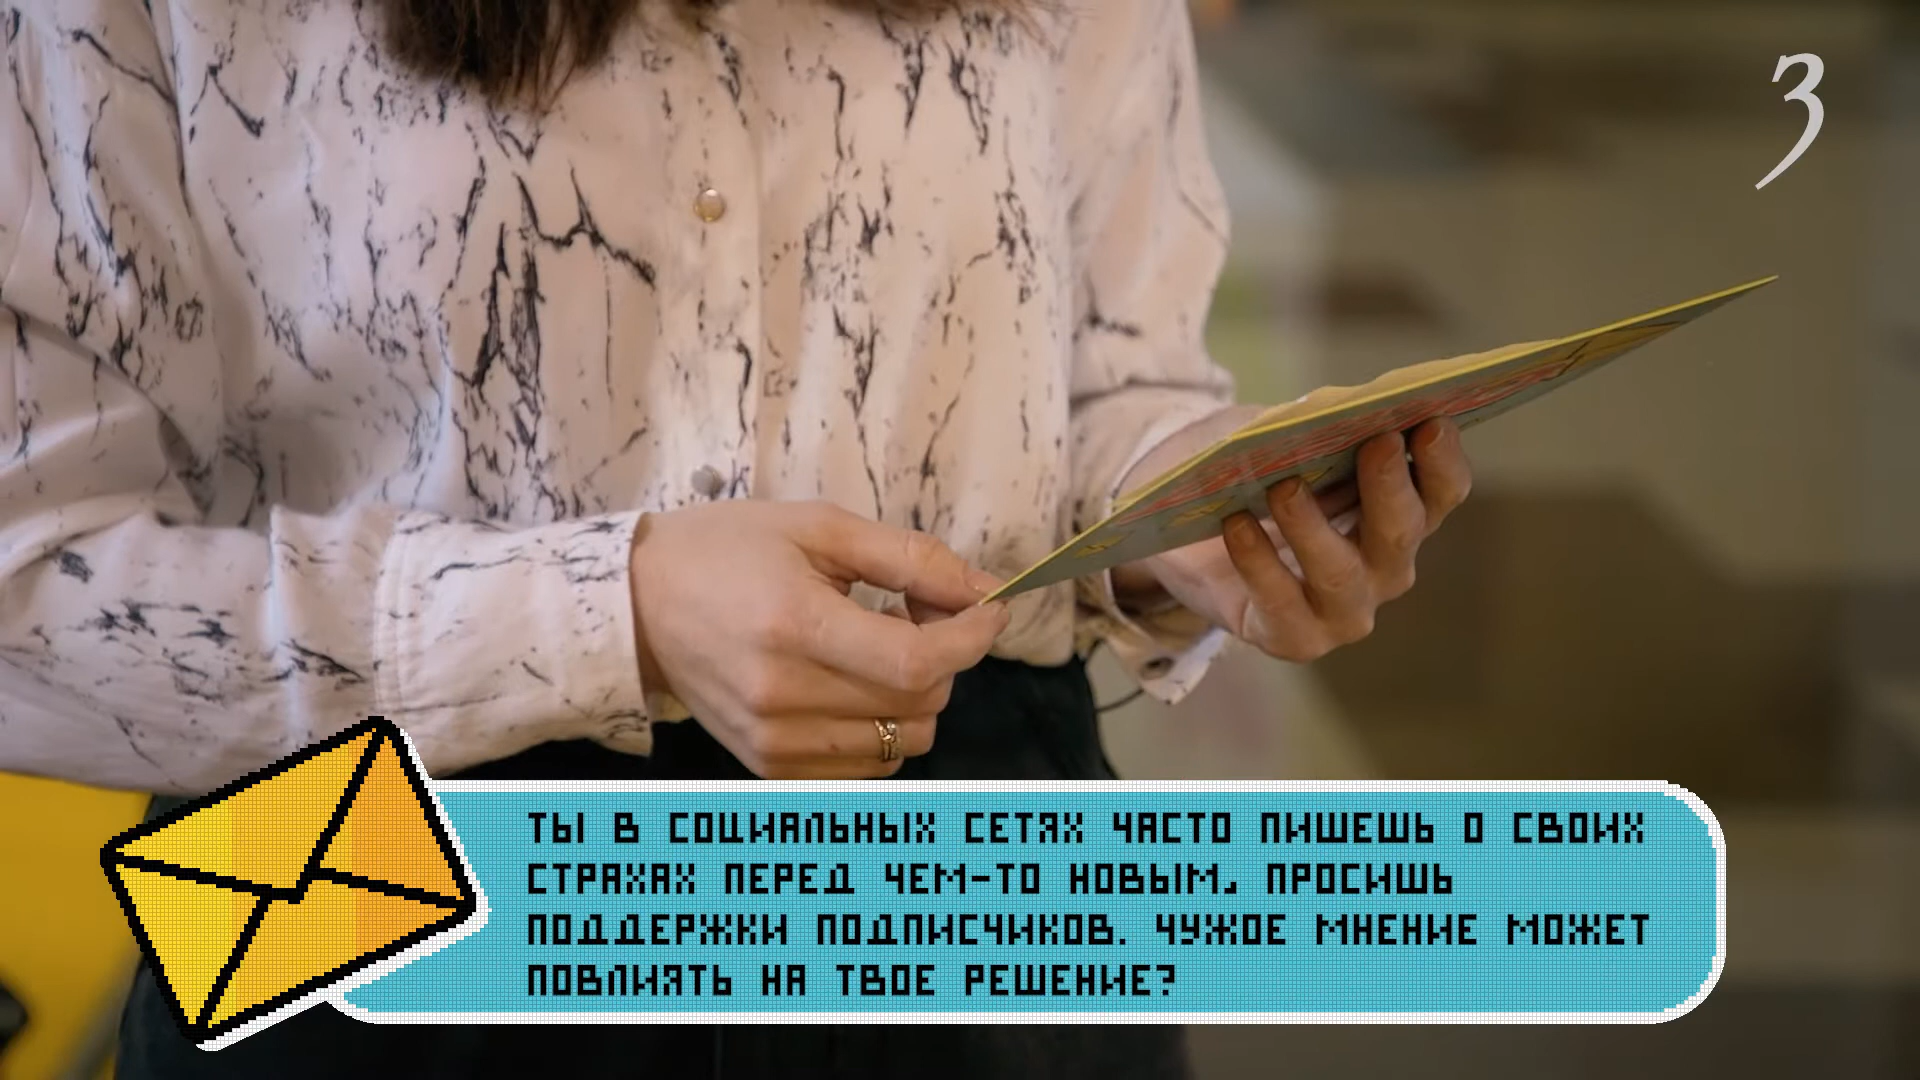 З
ТЫ В СОЦИАЛЬНЫХ СЕТЯХ ЧАСТО ПИШЕШЬ О СВОИХ
СТРАХАХ ПЕРЕД ЧЕМ-ТО НОВЫМ, ПРОСИШЬ
ПОДДЕРЖКИ ПОДПИСЧИКОВ. ЧУЖОЕ МНЕНИЕ МОЖЕТ
ПОВЛИЯТЬ НА ТВОЕ РЕШЕНИЕ?